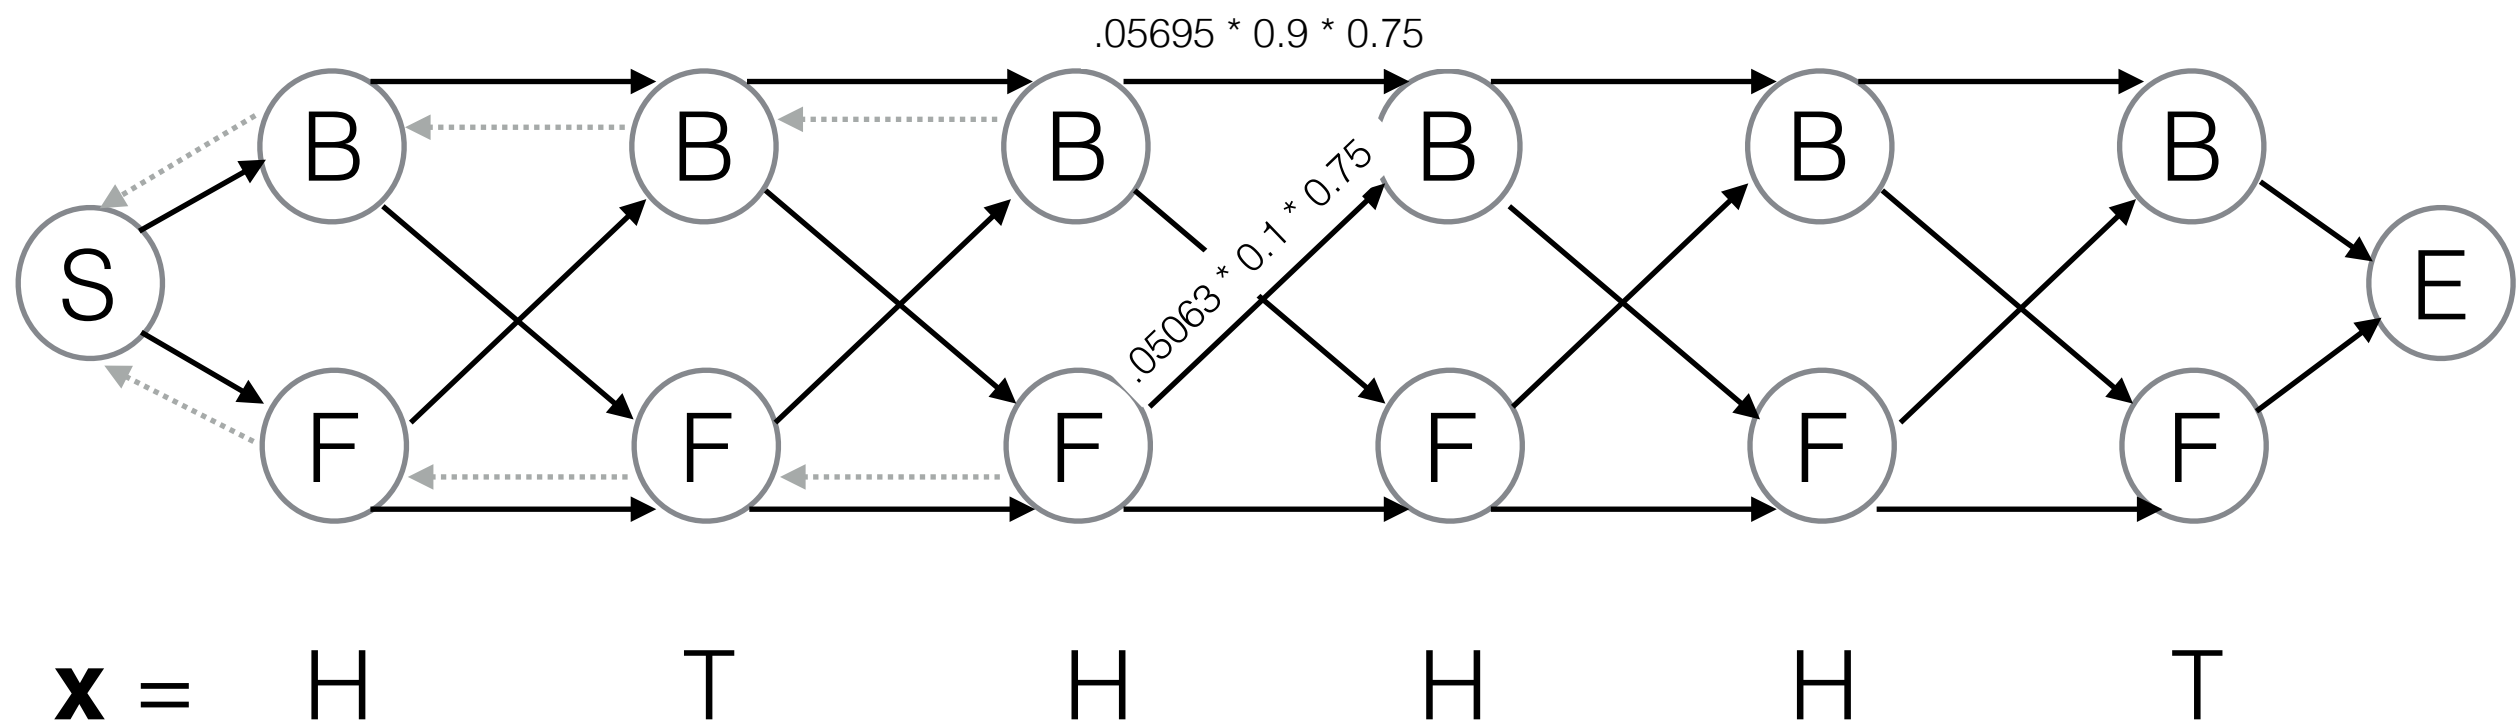 .05695 * 0.9 * 0.75
B B B B B B
.05063 * 0.1 * 0.75
S E
F F F F F F
x = H T H H H T